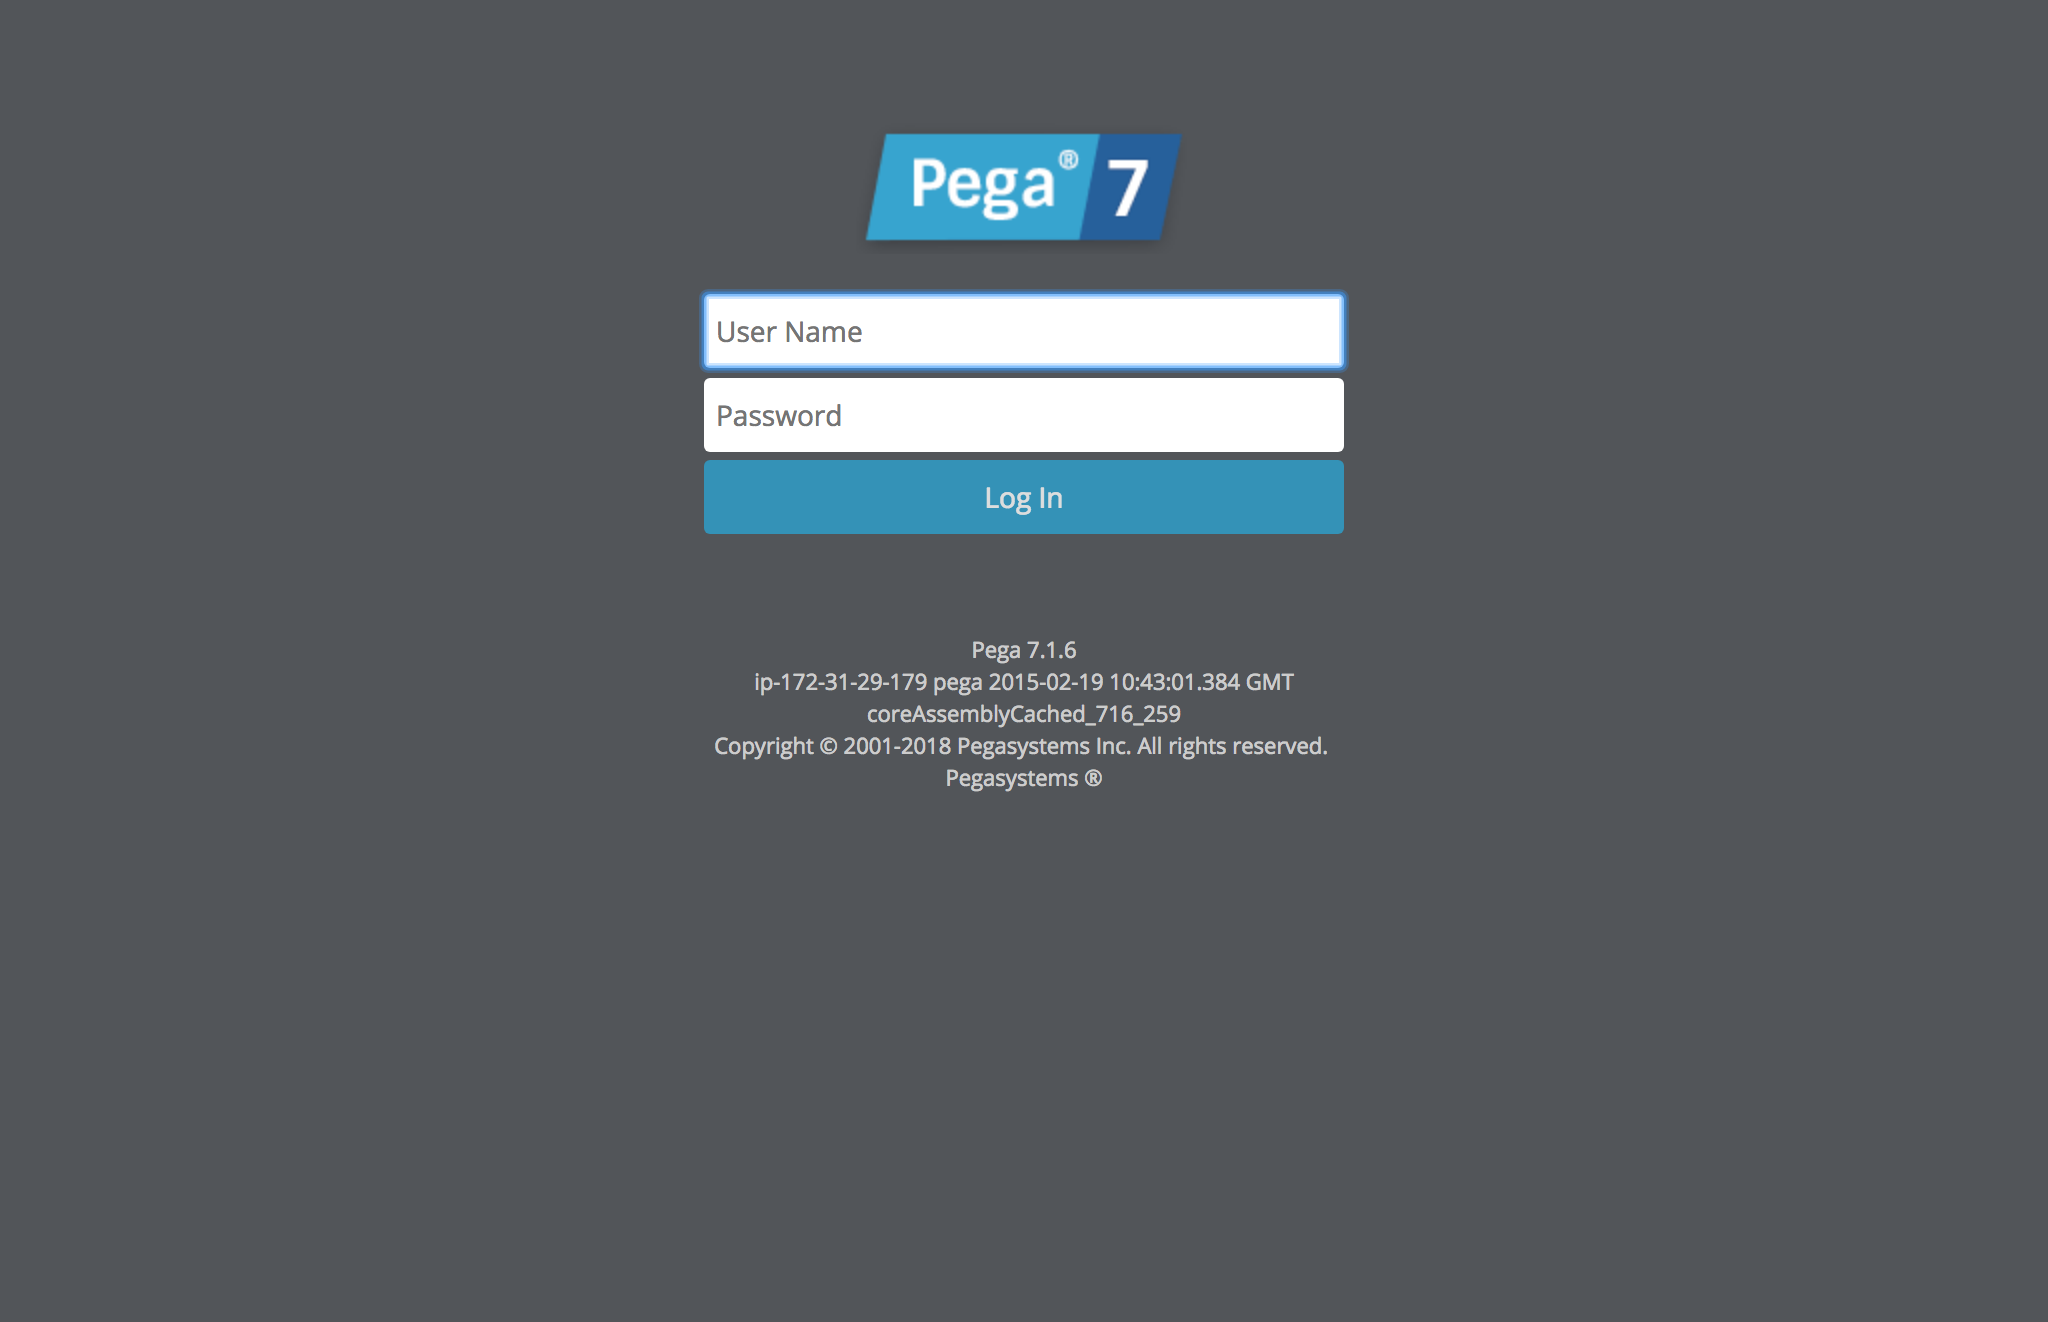 Pega® 7
User Name
Password
Log In
Pega 7.1.6
ip-172-31-29-179 pega 2015-02-19 10:43:01.384 GMT
coreAssemblyCached_716_259
Copyright © 2001-2018 Pegasystems Inc. All rights reserved.
Pegasystems ®